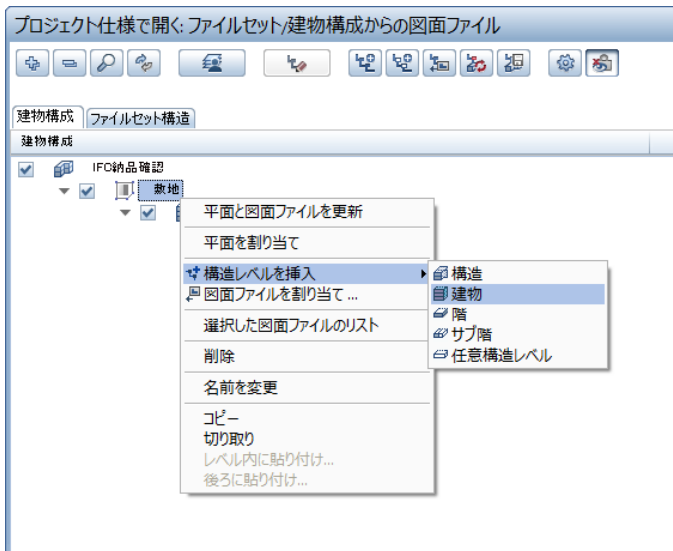 プロジェクト仕様で開く: ファイルセット/建物構成からの図面ファイル
建物構成 ファイルセット構造
建物構成
IFC納品確認
敷地
平面と図面ファイルを更新
平面を割り当て
構造レベルを挿入
図面ファイルを割り当て ...
選択した図面ファイルのリスト
削除
名前を変更
コピー
切り取り
レベル内に貼り付け...
後ろに貼り付け...
構造
建物
階
サブ階
任意構造レベル